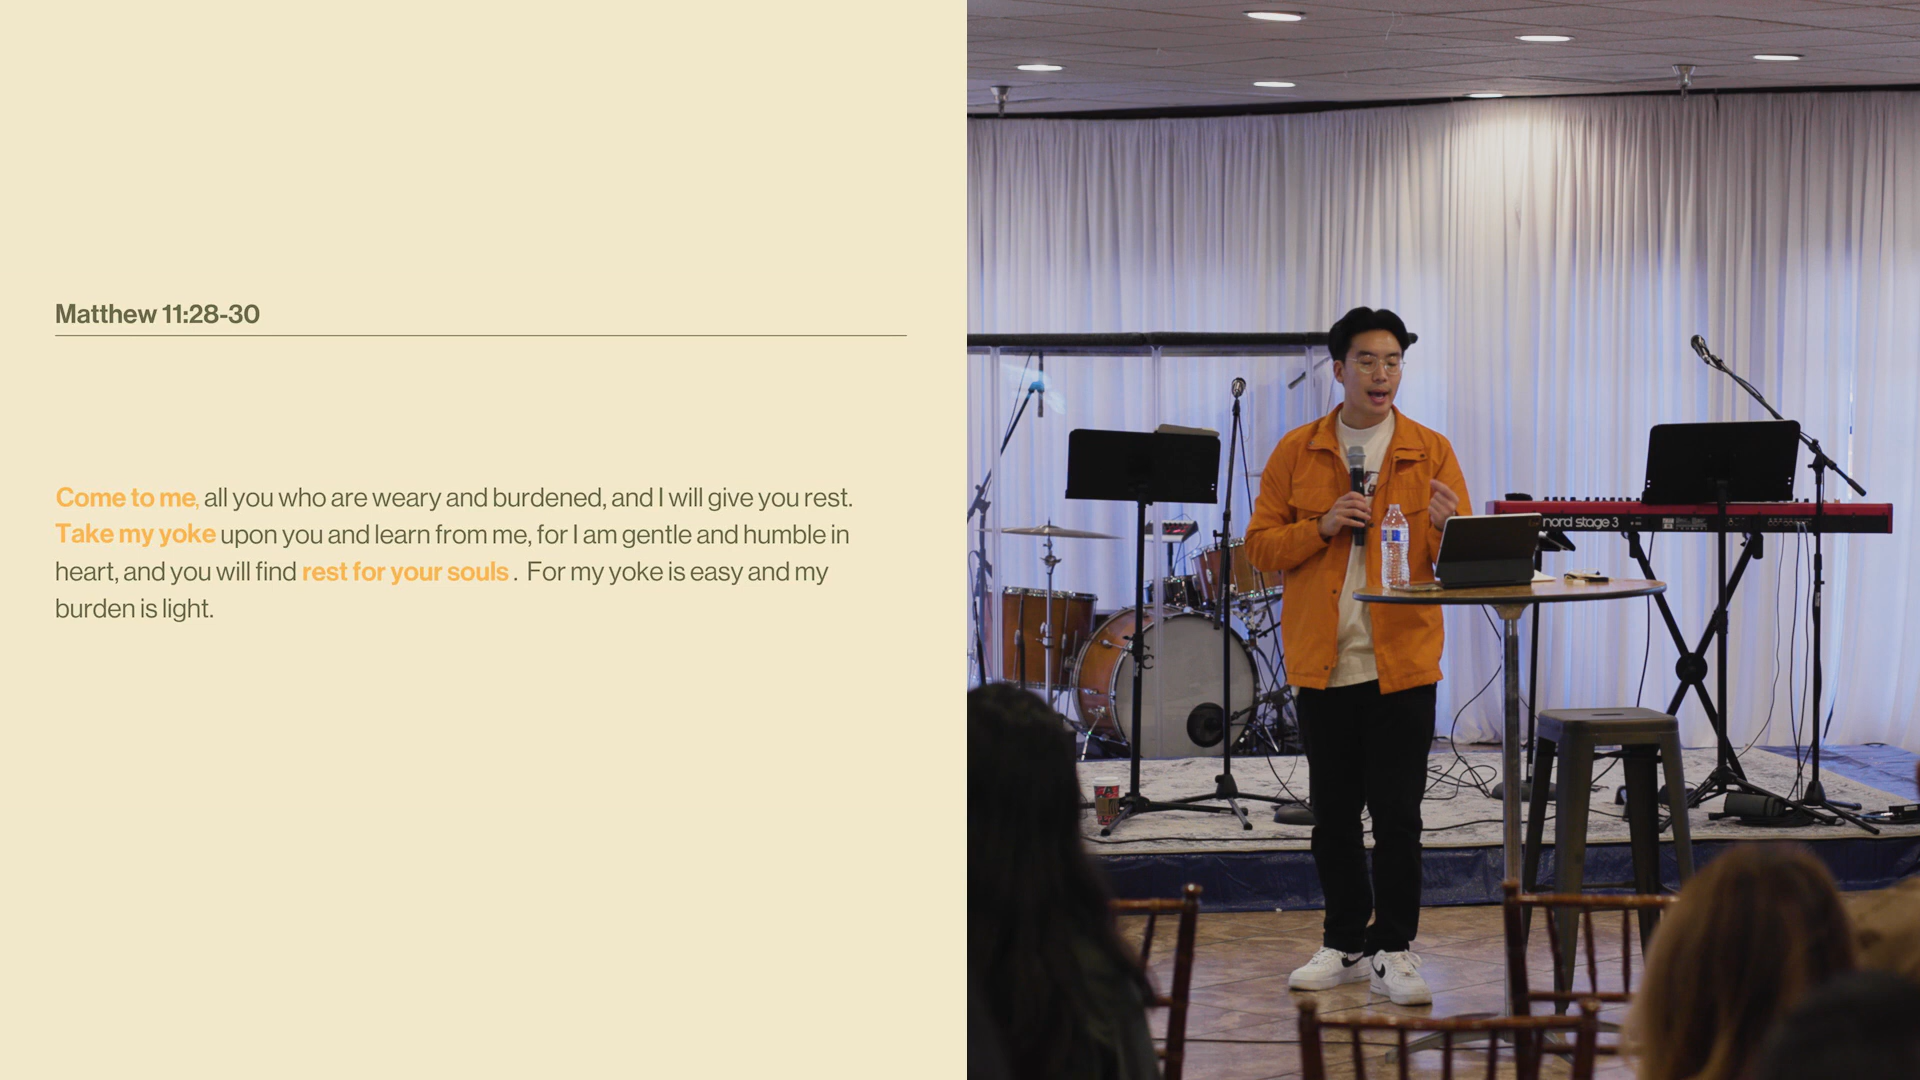 Matthew 11:28-30
Come to me, all you who are weary and burdened, and I will give you rest.
Take my yoke upon you and learn from me, for I am gentle and humble in
heart, and you will find rest for your souls . For my yoke is easy and my
burden is light.
nord stage 3